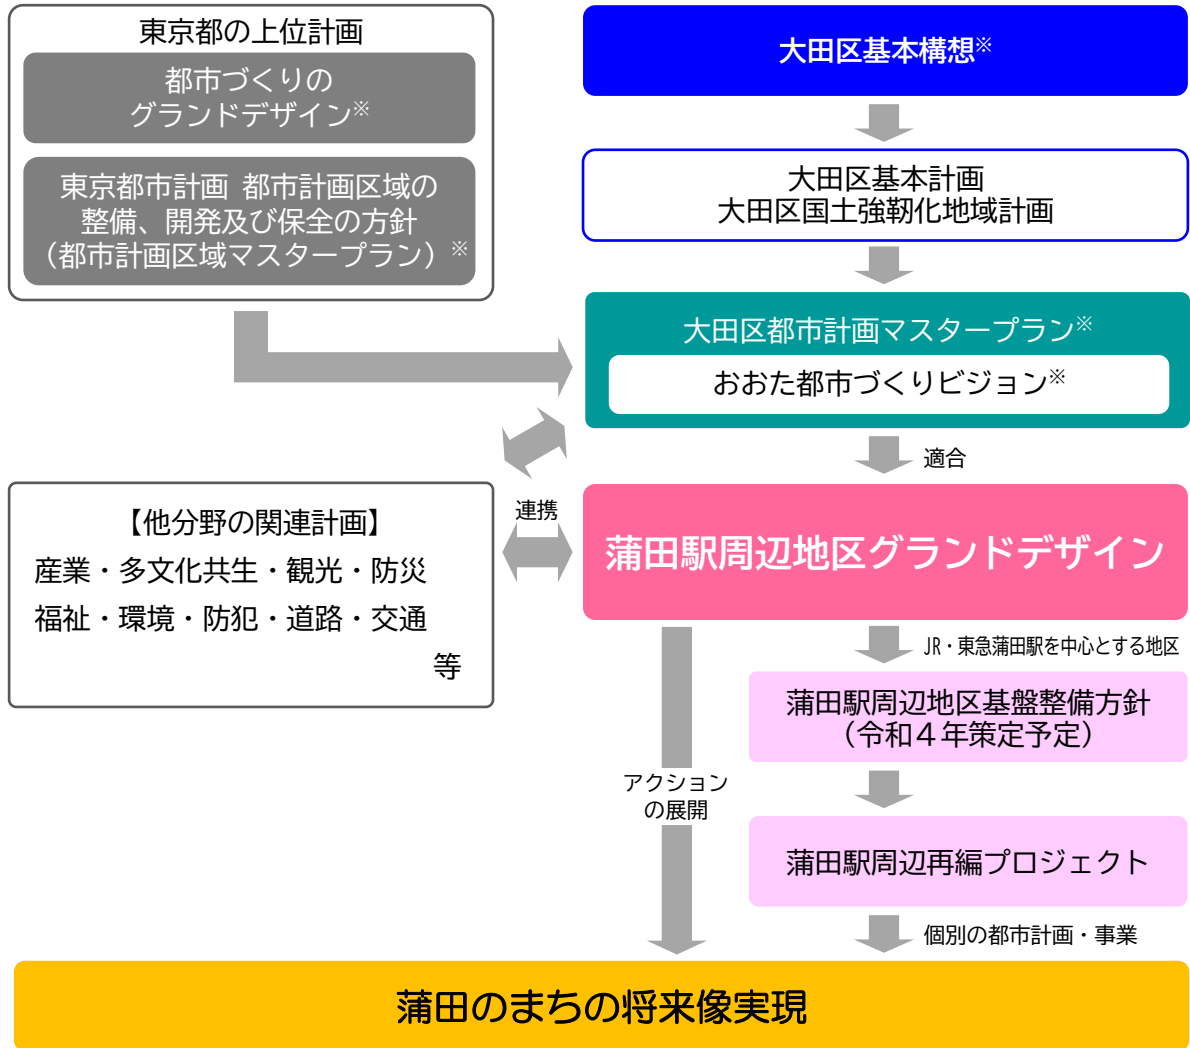 東京都の上位計画
都市づくりの
グランドデザイン※
東京都市計画 都市計画区域の
整備、開発及び保全の方針
（都市計画区域マスタープラン）※
大田区基本構想※
大田区基本計画
大田区国土強靭化地域計画
大田区都市計画マスタープラン※
おおた都市づくりビジョン※
適合
【他分野の関連計画】
産業・多文化共生・観光・防災
福祉・環境・防犯・道路・交通
等
連携
蒲田駅周辺地区グランドデザイン
JR・東急蒲田駅を中心とする地区
蒲田駅周辺地区基盤整備方針
（令和４年策定予定）
アクション
の展開
蒲田駅周辺再編プロジェクト
個別の都市計画・事業
蒲田のまちの将来像実現